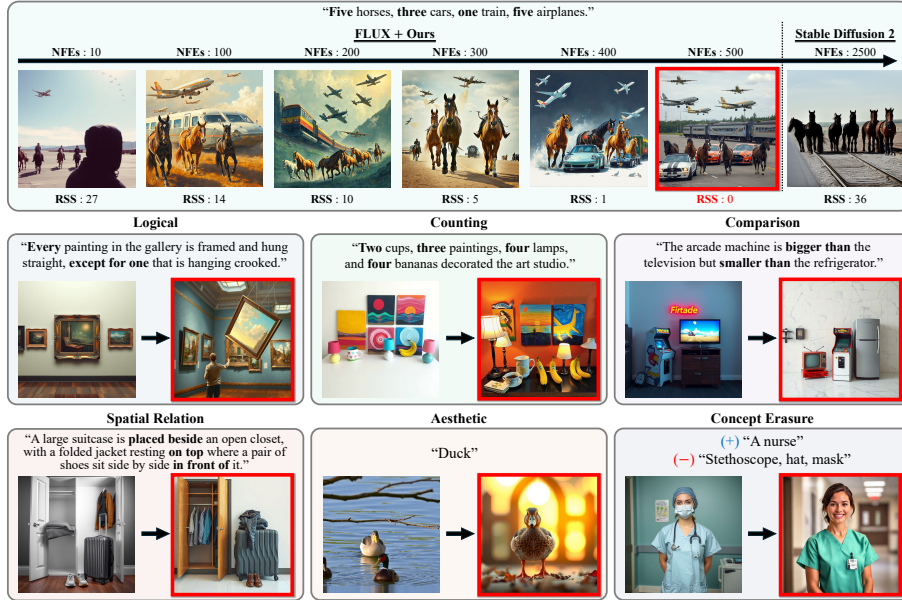 “Five horses, three cars, one train, five airplanes.”
FLUX + Ours
Stable Diffusion 2
NFEs : 10
NFEs : 100
NFEs : 200
NFEs : 300
NFEs : 400
NFEs : 500
NFEs : 2500
RSS : 27
RSS : 14
RSS : 10
RSS : 5
RSS : 1
RSS : 0
RSS : 36
Logical
“Every painting in the gallery is framed and hung
straight, except for one that is hanging crooked.”
Counting
“Two cups, three paintings, four lamps,
and four bananas decorated the art studio.”
Comparison
“The arcade machine is bigger than the
television but smaller than the refrigerator.”
Firtade
Spatial Relation
“A large suitcase is placed beside an open closet,
with a folded jacket resting on top where a pair of
shoes sit side by side in front of it.”
Aesthetic
“Duck”
Concept Erasure
(+) “A nurse”
(−) “Stethoscope, hat, mask”